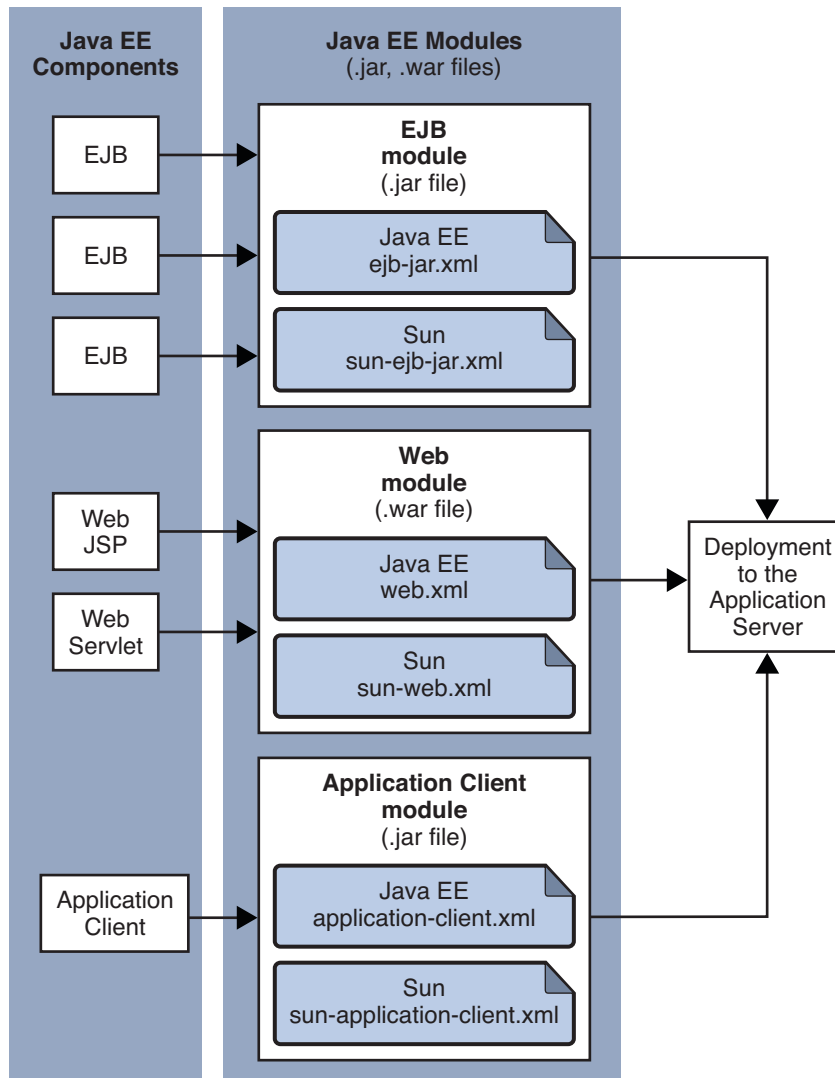 Java EE
Components
Java EE Modules
(.jar, .war files)
EJB
EJB
EJB
EJB
module
(.jar file)
Java EE
ejb-jar.xml
Sun
sun-ejb-jar.xml
Web
JSP
Web
Servlet
Web
module
(.war file)
Java EE
web.xml
Sun
sun-web.xml
Deployment
to the
Application
Server
Application
Client
Application Client
module
(.jar file)
Java EE
application-client.xml
Sun
sun-application-client.xml